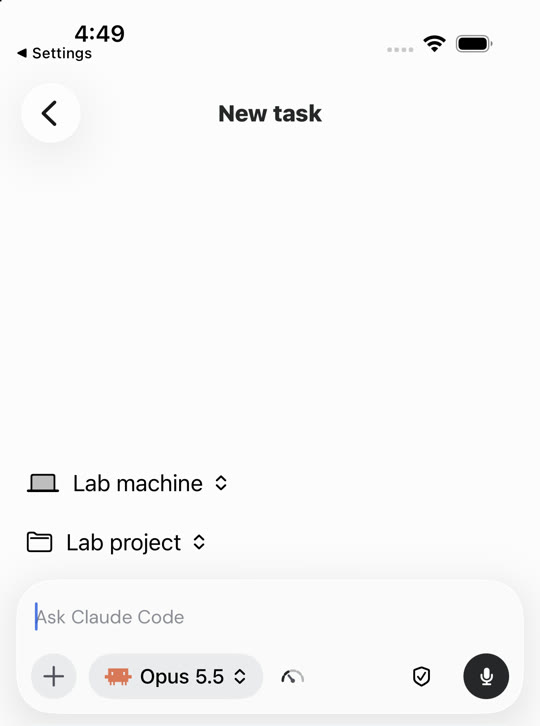 4:49
Settings
New task
Lab machine
Lab project
Ask Claude Code
Opus 5.5